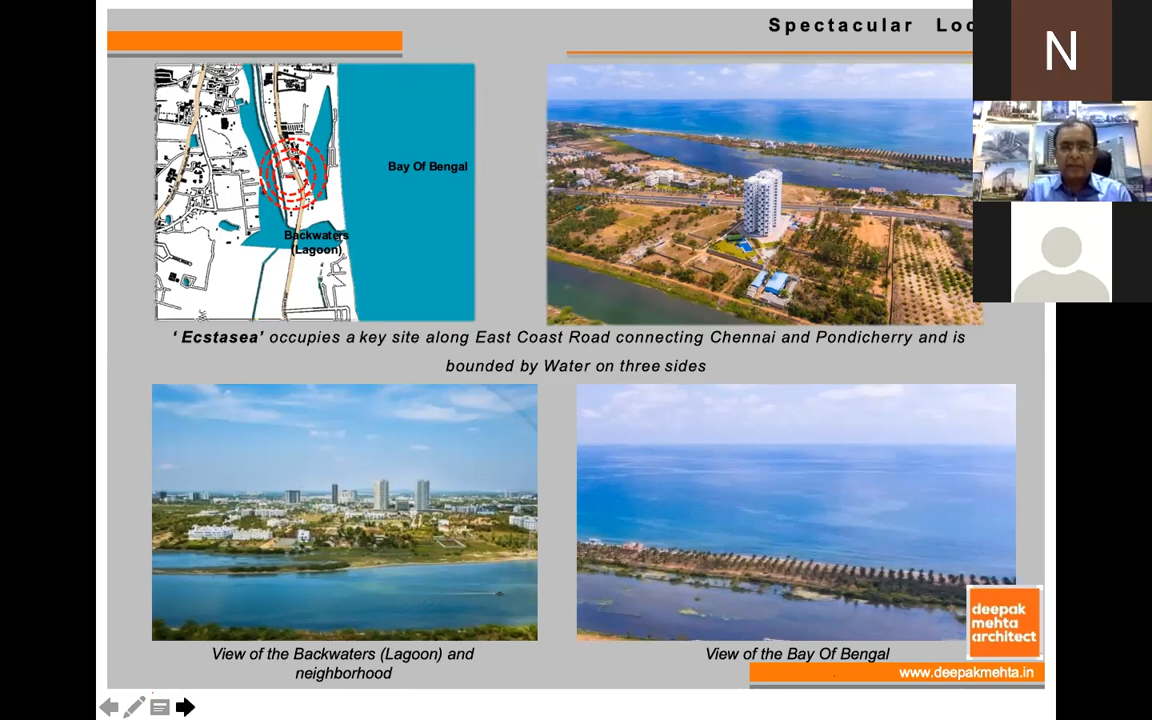 Spectacular Loc
N
Bay Of Bengal
Backwaters
(Lagoon)
‘ Ecstasea’ occupies a key site along East Coast Road connecting Chennai and Pondicherry and is
bounded by Water on three sides
View of the Backwaters (Lagoon) and
neighborhood
View of the Bay Of Bengal
deepak
mehta
architect
www.deepakmehta.in